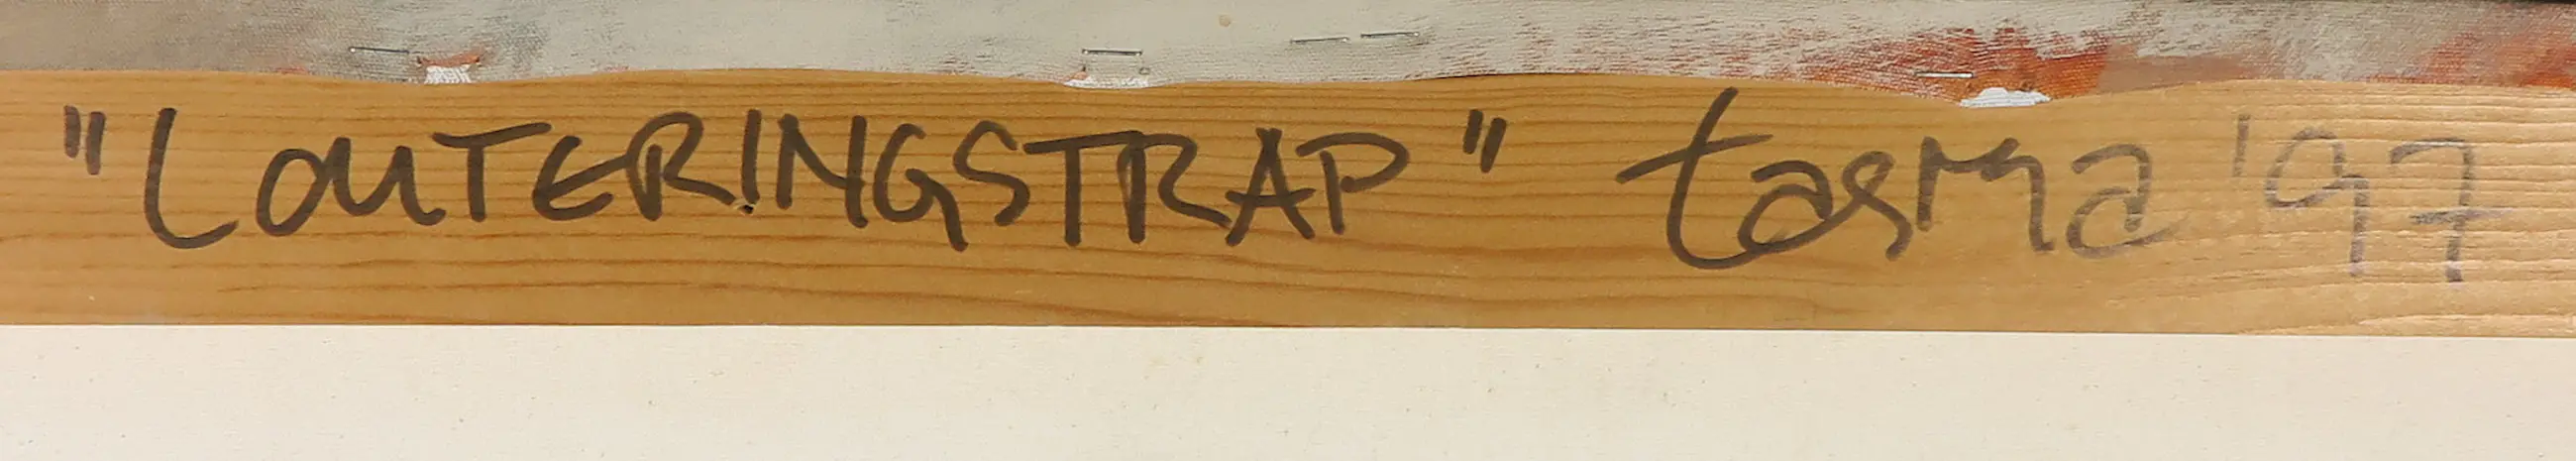 "LOUTERINGSTRAP" tasma '97